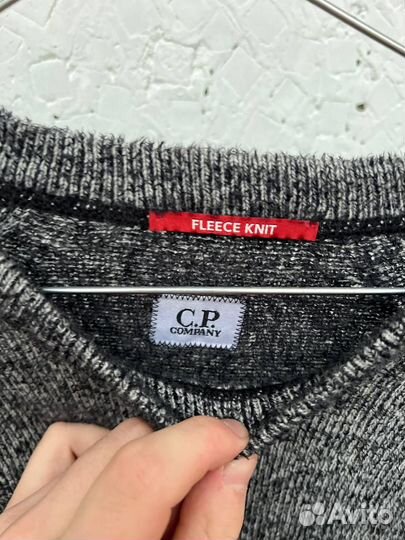 FLEECE KNIT
C.P.
COMPANY
Avito